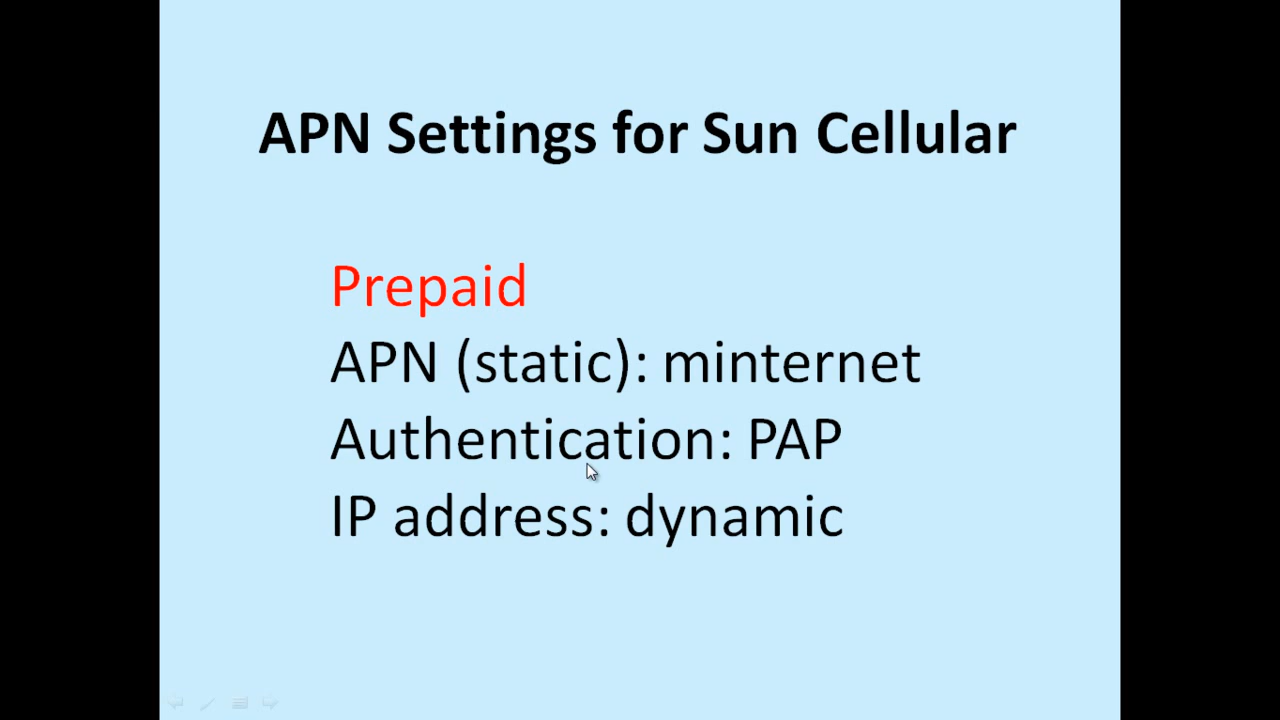 APN Settings for Sun Cellular
Prepaid
APN (static): minternet
Authentication: PAP
IP address: dynamic